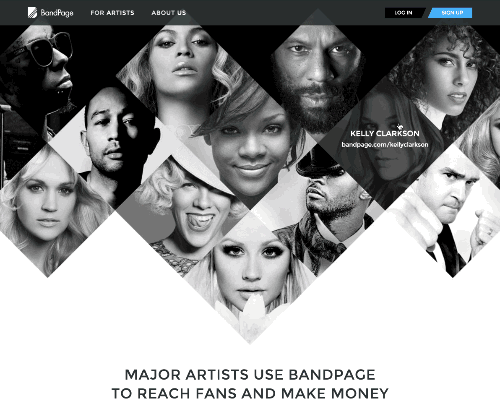 BandPage
FOR ARTISTS
ABOUT US
LOG IN
SIGN UP
KELLY CLARKSON
bandpage.com/kellyclarkson
MAJOR ARTISTS USE BANDPAGE
TO REACH FANS AND MAKE MONEY